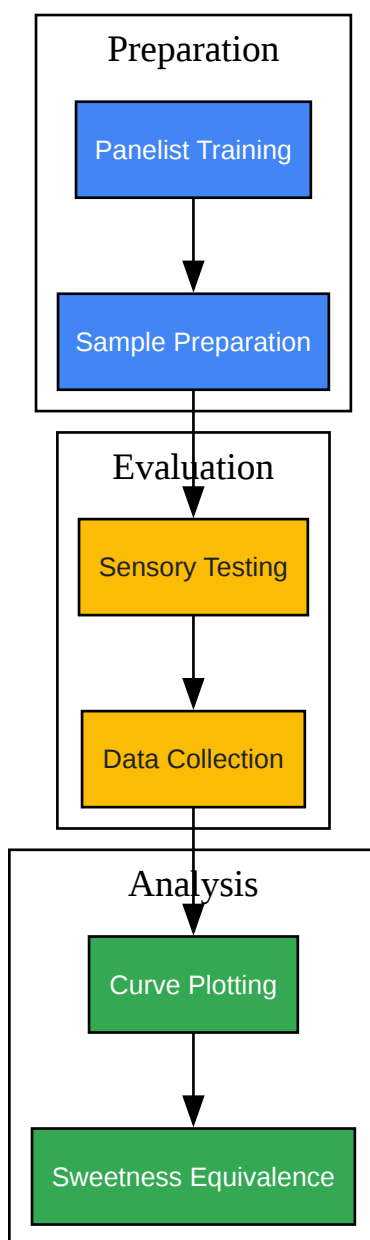 Preparation
Panelist Training
Sample Preparation
Evaluation
Sensory Testing
Data Collection
Analysis
Curve Plotting
Sweetness Equivalence